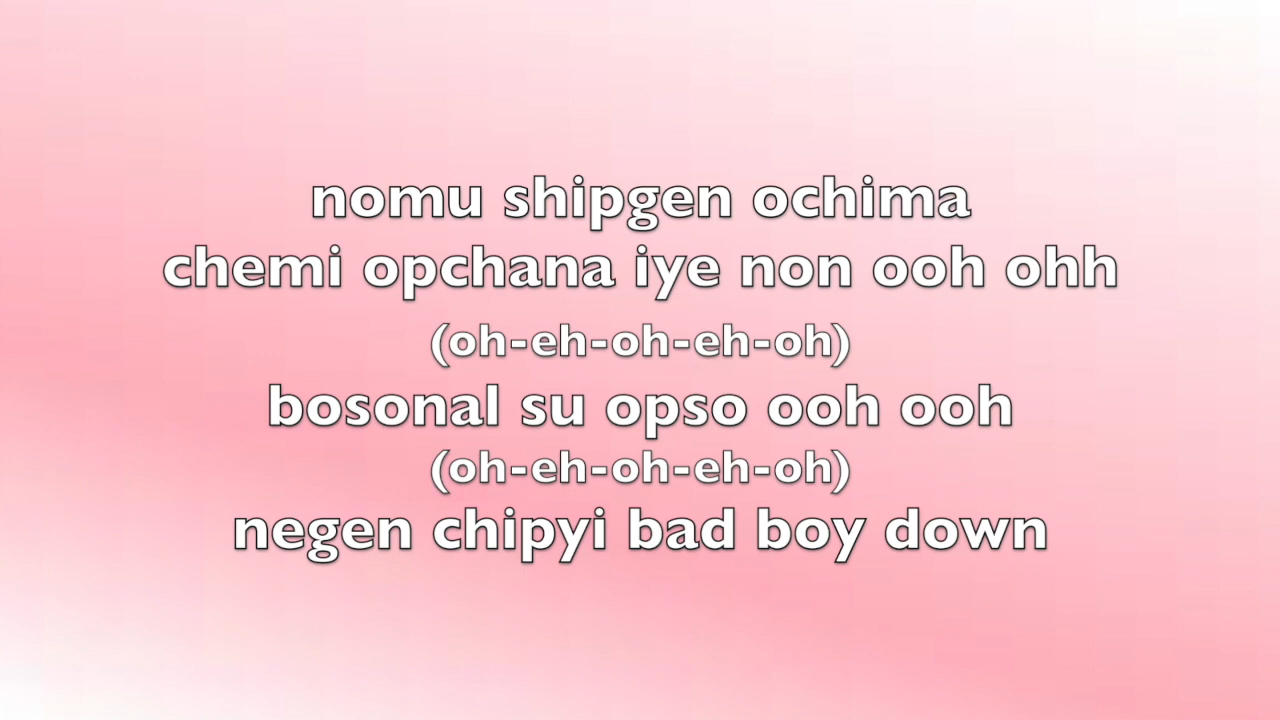 nomu shipgen ochima
chemi opchana iye non ooh ohh
(oh-eh-oh-eh-oh)
bosonal su opso ooh ooh
(oh-eh-oh-eh-oh)
negen chipyi bad boy down